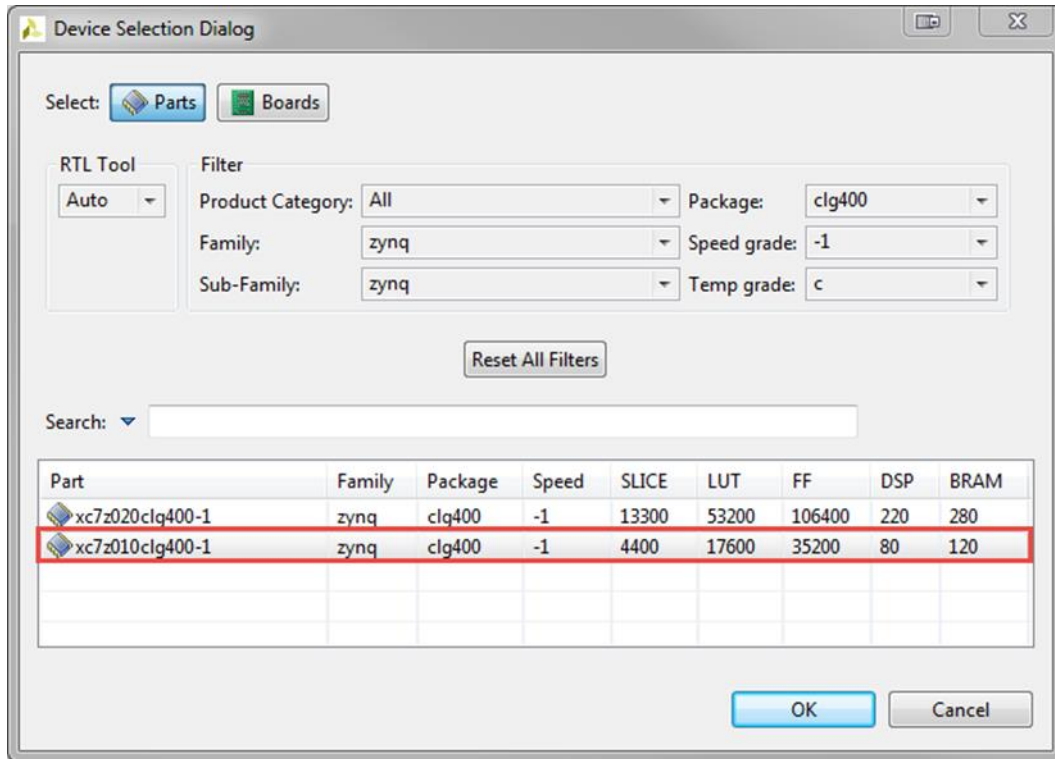 Device Selection Dialog
Select: Parts Boards
RTL Tool Filter
Auto Product Category: All Package: clg400
Family: zynq Speed grade: -1
Sub-Family: zynq Temp grade: c
Reset All Filters
Search:
Part Family Package Speed SLICE LUT FF DSP BRAM
xc7z020clg400-1 zynq clg400 -1 13300 53200 106400 220 280
xc7z010clg400-1 zynq clg400 -1 4400 17600 35200 80 120
OK Cancel